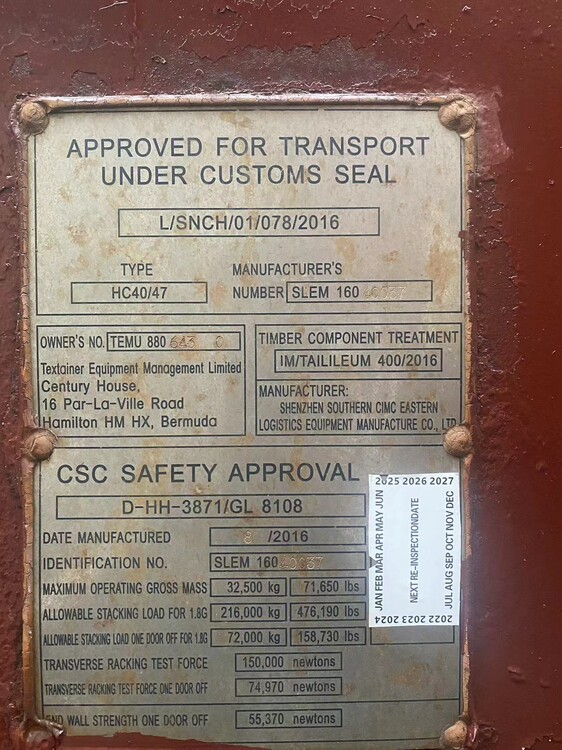 APPROVED FOR TRANSPORT
UNDER CUSTOMS SEAL
L/SNCH/01/078/2016
TYPE
HC40/47
MANUFACTURER'S
NUMBER SLEM 160
OWNER'S NO. TEMU 880 643 0
Textainer Equipment Management Limited
Century House,
16 Par-La-Ville Road
Hamilton HM HX, Bermuda
TIMBER COMPONENT TREATMENT
IM/TAILILEUM 400/2016
MANUFACTURER:
SHENZHEN SOUTHERN CIMC EASTERN
LOGISTICS EQUIPMENT MANUFACTURE CO., LTD
CSC SAFETY APPROVAL
D-HH-3871/GL 8108
DATE MANUFACTURED 8 /2016
IDENTIFICATION NO. SLEM 160
MAXIMUM OPERATING GROSS MASS 32,500 kg 71,650 lbs
ALLOWABLE STACKING LOAD FOR 1.8G 216,000 kg 476,190 lbs
ALLOWABLE STACKING LOAD ONE DOOR OFF FOR 1.8G 72,000 kg 158,730 lbs
TRANSVERSE RACKING TEST FORCE 150,000 newtons
TRANSVERSE RACKING TEST FORCE ONE DOOR OFF 74,970 newtons
END WALL STRENGTH ONE DOOR OFF 55,370 newtons
2025 2026 2027
JAN FEB MAR APR MAY JUN
NEXT RE-INSPECTIONDATE
JUL AUG SEP OCT NOV DEC
2022 2023 2024